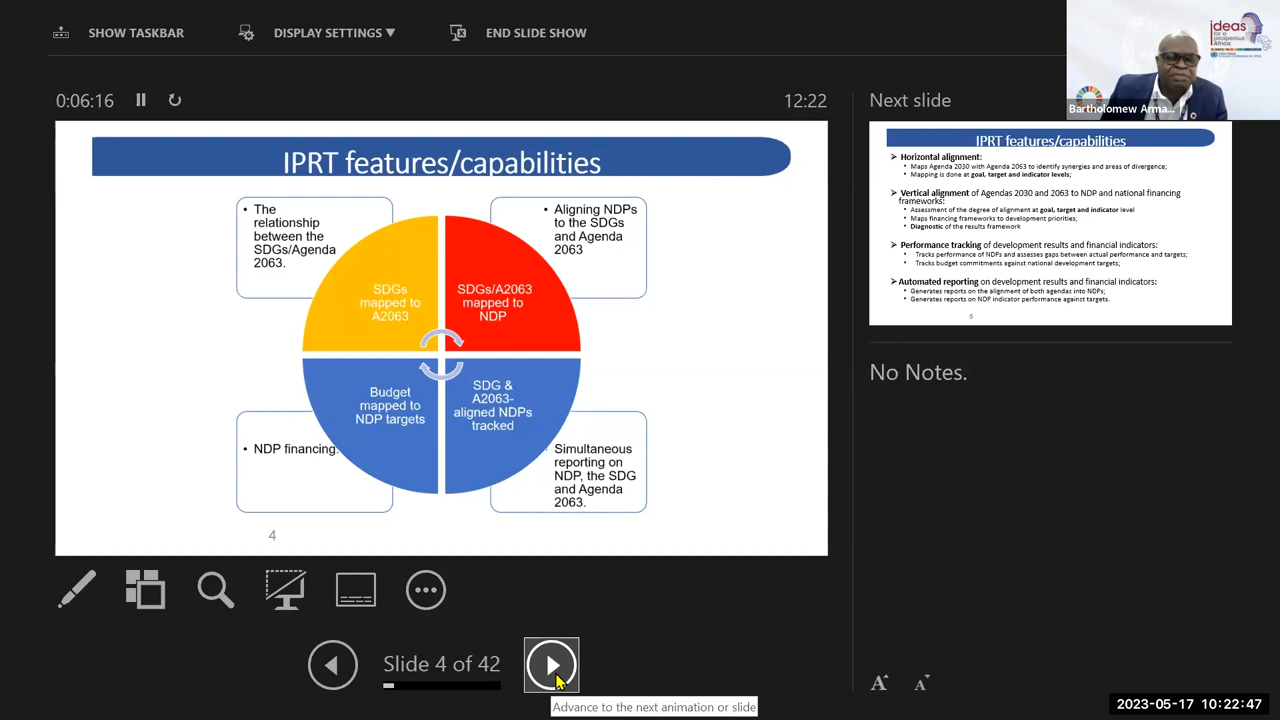 SHOW TASKBAR
DISPLAY SETTINGS ▼
END SLIDE SHOW
ideas
for a
prosperous
Africa
Bartholomew Arma...
0:06:16
12:22
Next slide
IPRT features/capabilities
• The
relationship
between the
SDGs/Agenda
2063.
• Aligning NDPs
to the SDGs
and Agenda
2063
SDGs
mapped to
A2063
SDGs/A2063
mapped to
NDP
Budget
mapped to
NDP targets
SDG &
A2063-
aligned NDPs
tracked
• NDP financing.
Simultaneous
reporting on
NDP, the SDG
and Agenda
2063.
4
IPRT features/capabilities
➢ Horizontal alignment:
• Maps Agenda 2030 with Agenda 2063 to identify synergies and areas of divergence;
• Mapping is done at goal, target and indicator levels;
➢ Vertical alignment of Agendas 2030 and 2063 to NDP and national financing
frameworks:
• Assessment of the degree of alignment at goal, target and indicator level
• Maps financing frameworks to development priorities;
• Diagnostic of the results framework
➢ Performance tracking of development results and financial indicators:
• Tracks performance of NDPs and assesses gaps between actual performance and targets;
• Tracks budget commitments against national development targets;
➢ Automated reporting on development results and financial indicators:
• Generates reports on the alignment of both agendas into NDPs;
• Generates reports on NDP indicator performance against targets.
No Notes.
Slide 4 of 42
Advance to the next animation or slide
A A
2023-05-17 10:22:47